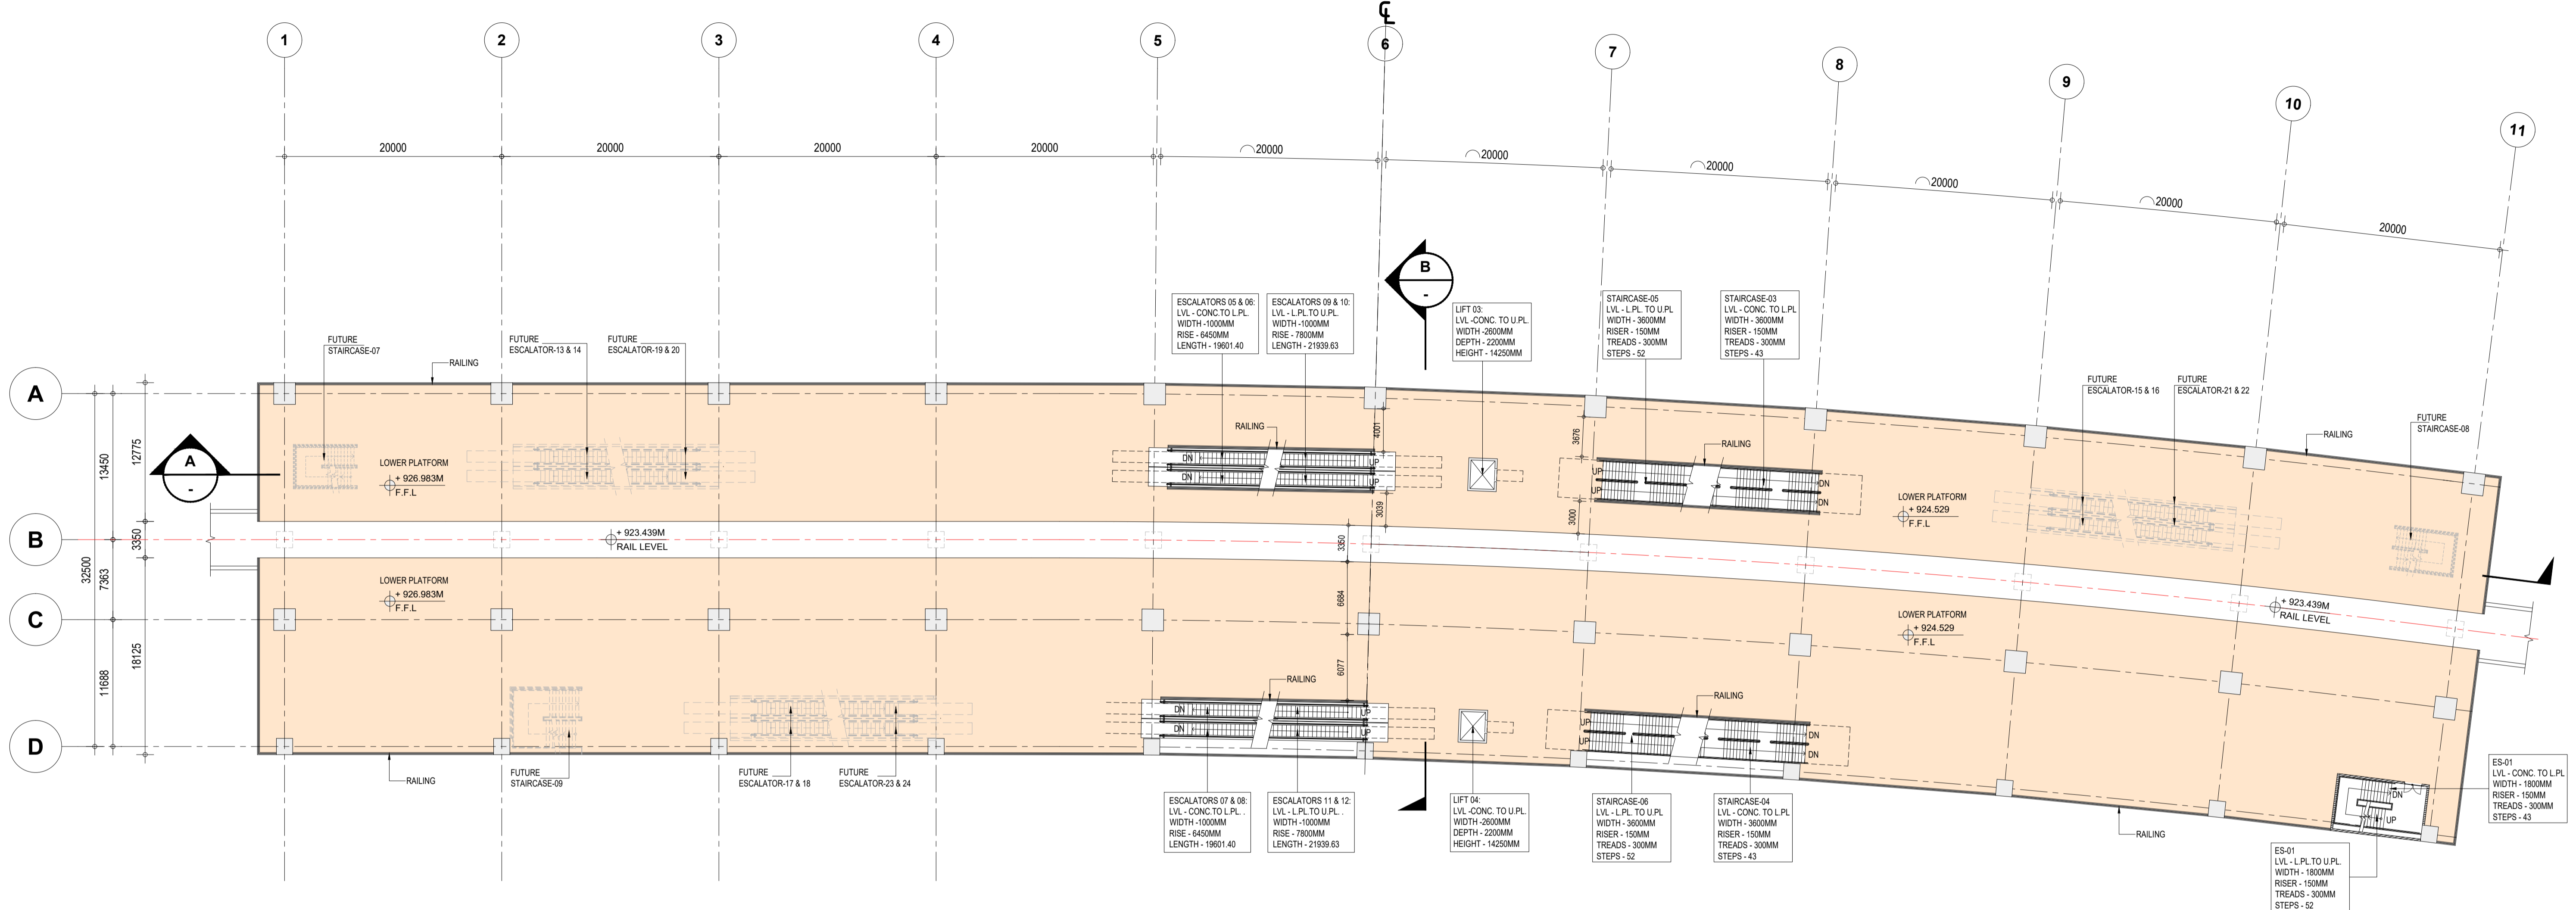 ℄
1
2
3
4
5
6
7
8
9
10
11
20000
20000
20000
20000
20000
20000
20000
20000
20000
20000
B
-
ESCALATORS 05 & 06:
LVL - CONC.TO L.PL.
WIDTH -1000MM
RISE - 6450MM
LENGTH - 19601.40
ESCALATORS 09 & 10:
LVL - L.PL.TO U.PL.
WIDTH -1000MM
RISE - 7800MM
LENGTH - 21939.63
LIFT 03:
LVL -CONC. TO U.PL.
WIDTH -2600MM
DEPTH - 2200MM
HEIGHT - 14250MM
STAIRCASE-05
LVL - L.PL. TO U.PL
WIDTH - 3600MM
RISER - 150MM
TREADS - 300MM
STEPS - 52
STAIRCASE-03
LVL - CONC. TO L.PL
WIDTH - 3600MM
RISER - 150MM
TREADS - 300MM
STEPS - 43
FUTURE
STAIRCASE-07
RAILING
FUTURE
ESCALATOR-13 & 14
FUTURE
ESCALATOR-19 & 20
FUTURE
ESCALATOR-15 & 16
FUTURE
ESCALATOR-21 & 22
FUTURE
STAIRCASE-08
RAILING
A
B
C
D
32500
13450
7363
11688
12775
3350
18125
A
-
LOWER PLATFORM
+ 926.983M
F.F.L
RAILING
DN
DN
UP
UP
4001
3039
3676
3000
RAILING
UP
UP
DN
DN
LOWER PLATFORM
+ 924.529
F.F.L
+ 923.439M
RAIL LEVEL
3350
6684
6077
LOWER PLATFORM
+ 926.983M
F.F.L
LOWER PLATFORM
+ 924.529
F.F.L
+ 923.439M
RAIL LEVEL
RAILING
DN
DN
UP
UP
RAILING
UP
UP
DN
DN
RAILING
FUTURE
STAIRCASE-09
FUTURE
ESCALATOR-17 & 18
FUTURE
ESCALATOR-23 & 24
ESCALATORS 07 & 08:
LVL - CONC.TO L.PL. .
WIDTH -1000MM
RISE - 6450MM
LENGTH - 19601.40
ESCALATORS 11 & 12:
LVL - L.PL.TO U.PL. .
WIDTH -1000MM
RISE - 7800MM
LENGTH - 21939.63
LIFT 04:
LVL -CONC. TO U.PL.
WIDTH -2600MM
DEPTH - 2200MM
HEIGHT - 14250MM
STAIRCASE-06
LVL - L.PL. TO U.PL
WIDTH - 3600MM
RISER - 150MM
TREADS - 300MM
STEPS - 52
STAIRCASE-04
LVL - CONC. TO L.PL
WIDTH - 3600MM
RISER - 150MM
TREADS - 300MM
STEPS - 43
RAILING
DN
UP
ES-01
LVL - CONC. TO L.PL
WIDTH - 1800MM
RISER - 150MM
TREADS - 300MM
STEPS - 43
ES-01
LVL - L.PL.TO U.PL.
WIDTH - 1800MM
RISER - 150MM
TREADS - 300MM
STEPS - 52